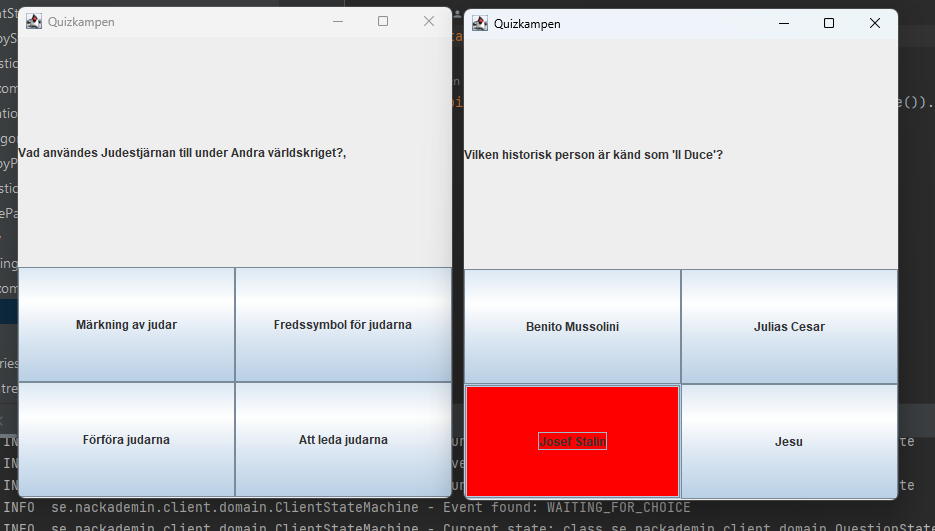 Quizkampen
Vad användes Judestjärnan till under Andra världskriget?,
Märkning av judar
Fredssymbol för judarna
Förföra judarna
Att leda judarna
Quizkampen
Vilken historisk person är känd som 'Il Duce'?
Benito Mussolini
Julias Cesar
Josef Stalin
Jesu
e()).
INFO se.nackademin.client.domain.ClientStateMachine - Event found: WAITING_FOR_CHOICE
INFO se.nackademin.client.domain.ClientStateMachine - Current state: class se.nackademin.client.domain.QuestionState